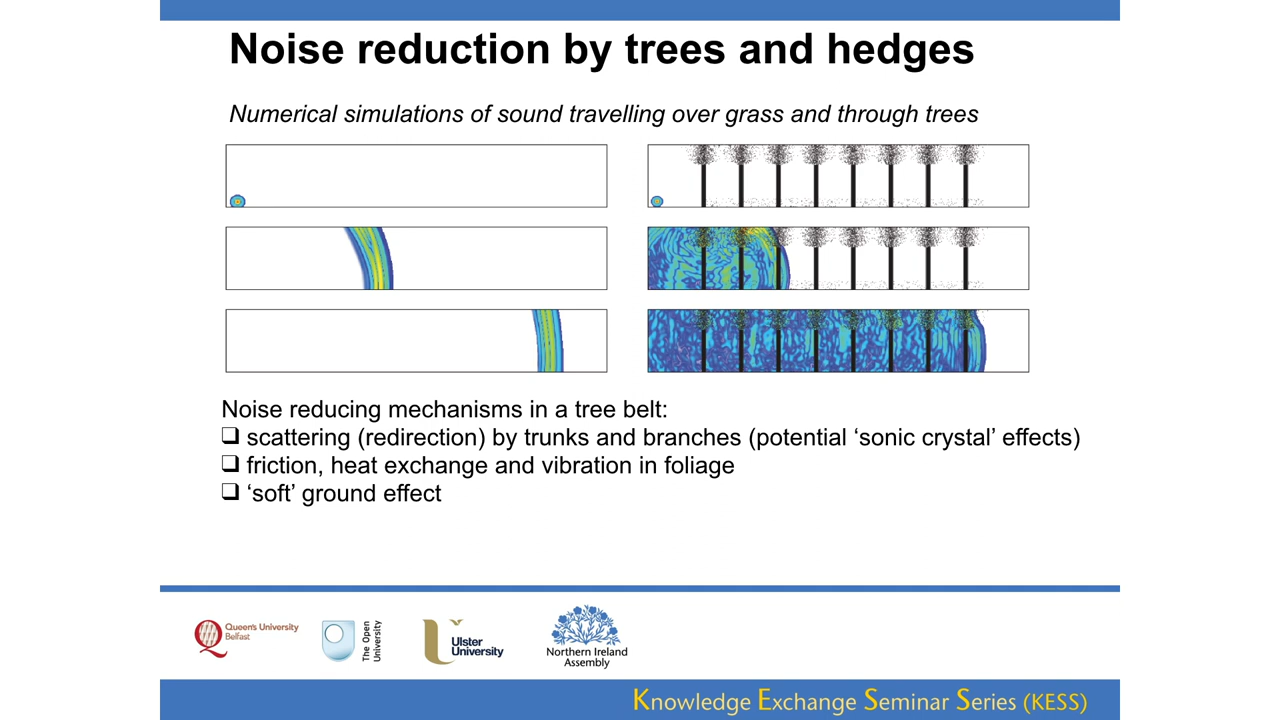 Noise reduction by trees and hedges
Numerical simulations of sound travelling over grass and through trees
Noise reducing mechanisms in a tree belt:
❑ scattering (redirection) by trunks and branches (potential ‘sonic crystal’ effects)
❑ friction, heat exchange and vibration in foliage
❑ ‘soft’ ground effect
Queen's University
Belfast
The Open
University
Ulster
University
Northern Ireland
Assembly
Knowledge Exchange Seminar Series (KESS)